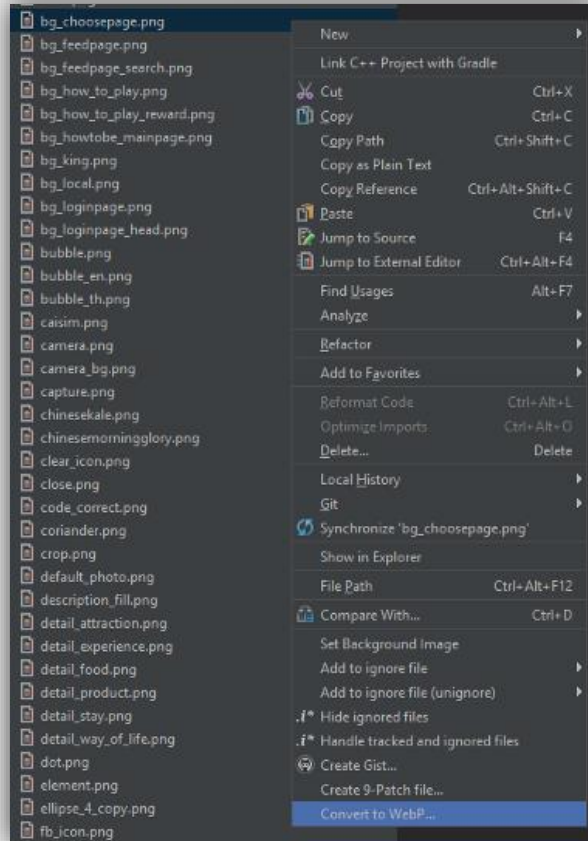 bg_choosepage.png
bg_feedpage.png
bg_feedpage_search.png
bg_how_to_play.png
bg_how_to_play_reward.png
bg_howtobe_mainpage.png
bg_king.png
bg_local.png
bg_loginpage.png
bg_loginpage_head.png
bubble.png
bubble_en.png
bubble_th.png
caisim.png
camera.png
camera_bg.png
capture.png
chinesekale.png
chinesemorningglory.png
clear_icon.png
close.png
code_correct.png
coriander.png
crop.png
default_photo.png
description_fill.png
detail_attraction.png
detail_experience.png
detail_food.png
detail_product.png
detail_stay.png
detail_way_of_life.png
dot.png
element.png
ellipse_4_copy.png
fb_icon.png
New
Link C++ Project with Gradle
Cut Ctrl+X
Copy Ctrl+C
Copy Path Ctrl+Shift+C
Copy as Plain Text
Copy Reference Ctrl+Alt+Shift+C
Paste Ctrl+V
Jump to Source F4
Jump to External Editor Ctrl+Alt+F4
Find Usages Alt+F7
Analyze
Refactor
Add to Favorites
Reformat Code Ctrl+Alt+L
Optimize Imports Ctrl+Alt+O
Delete... Delete
Local History
Git
Synchronize 'bg_choosepage.png'
Show in Explorer
File Path Ctrl+Alt+F12
Compare With... Ctrl+D
Set Background Image
Add to ignore file
Add to ignore file (unignore)
.i* Hide ignored files
.i* Handle tracked and ignored files
Create Gist...
Create 9-Patch file...
Convert to WebP...